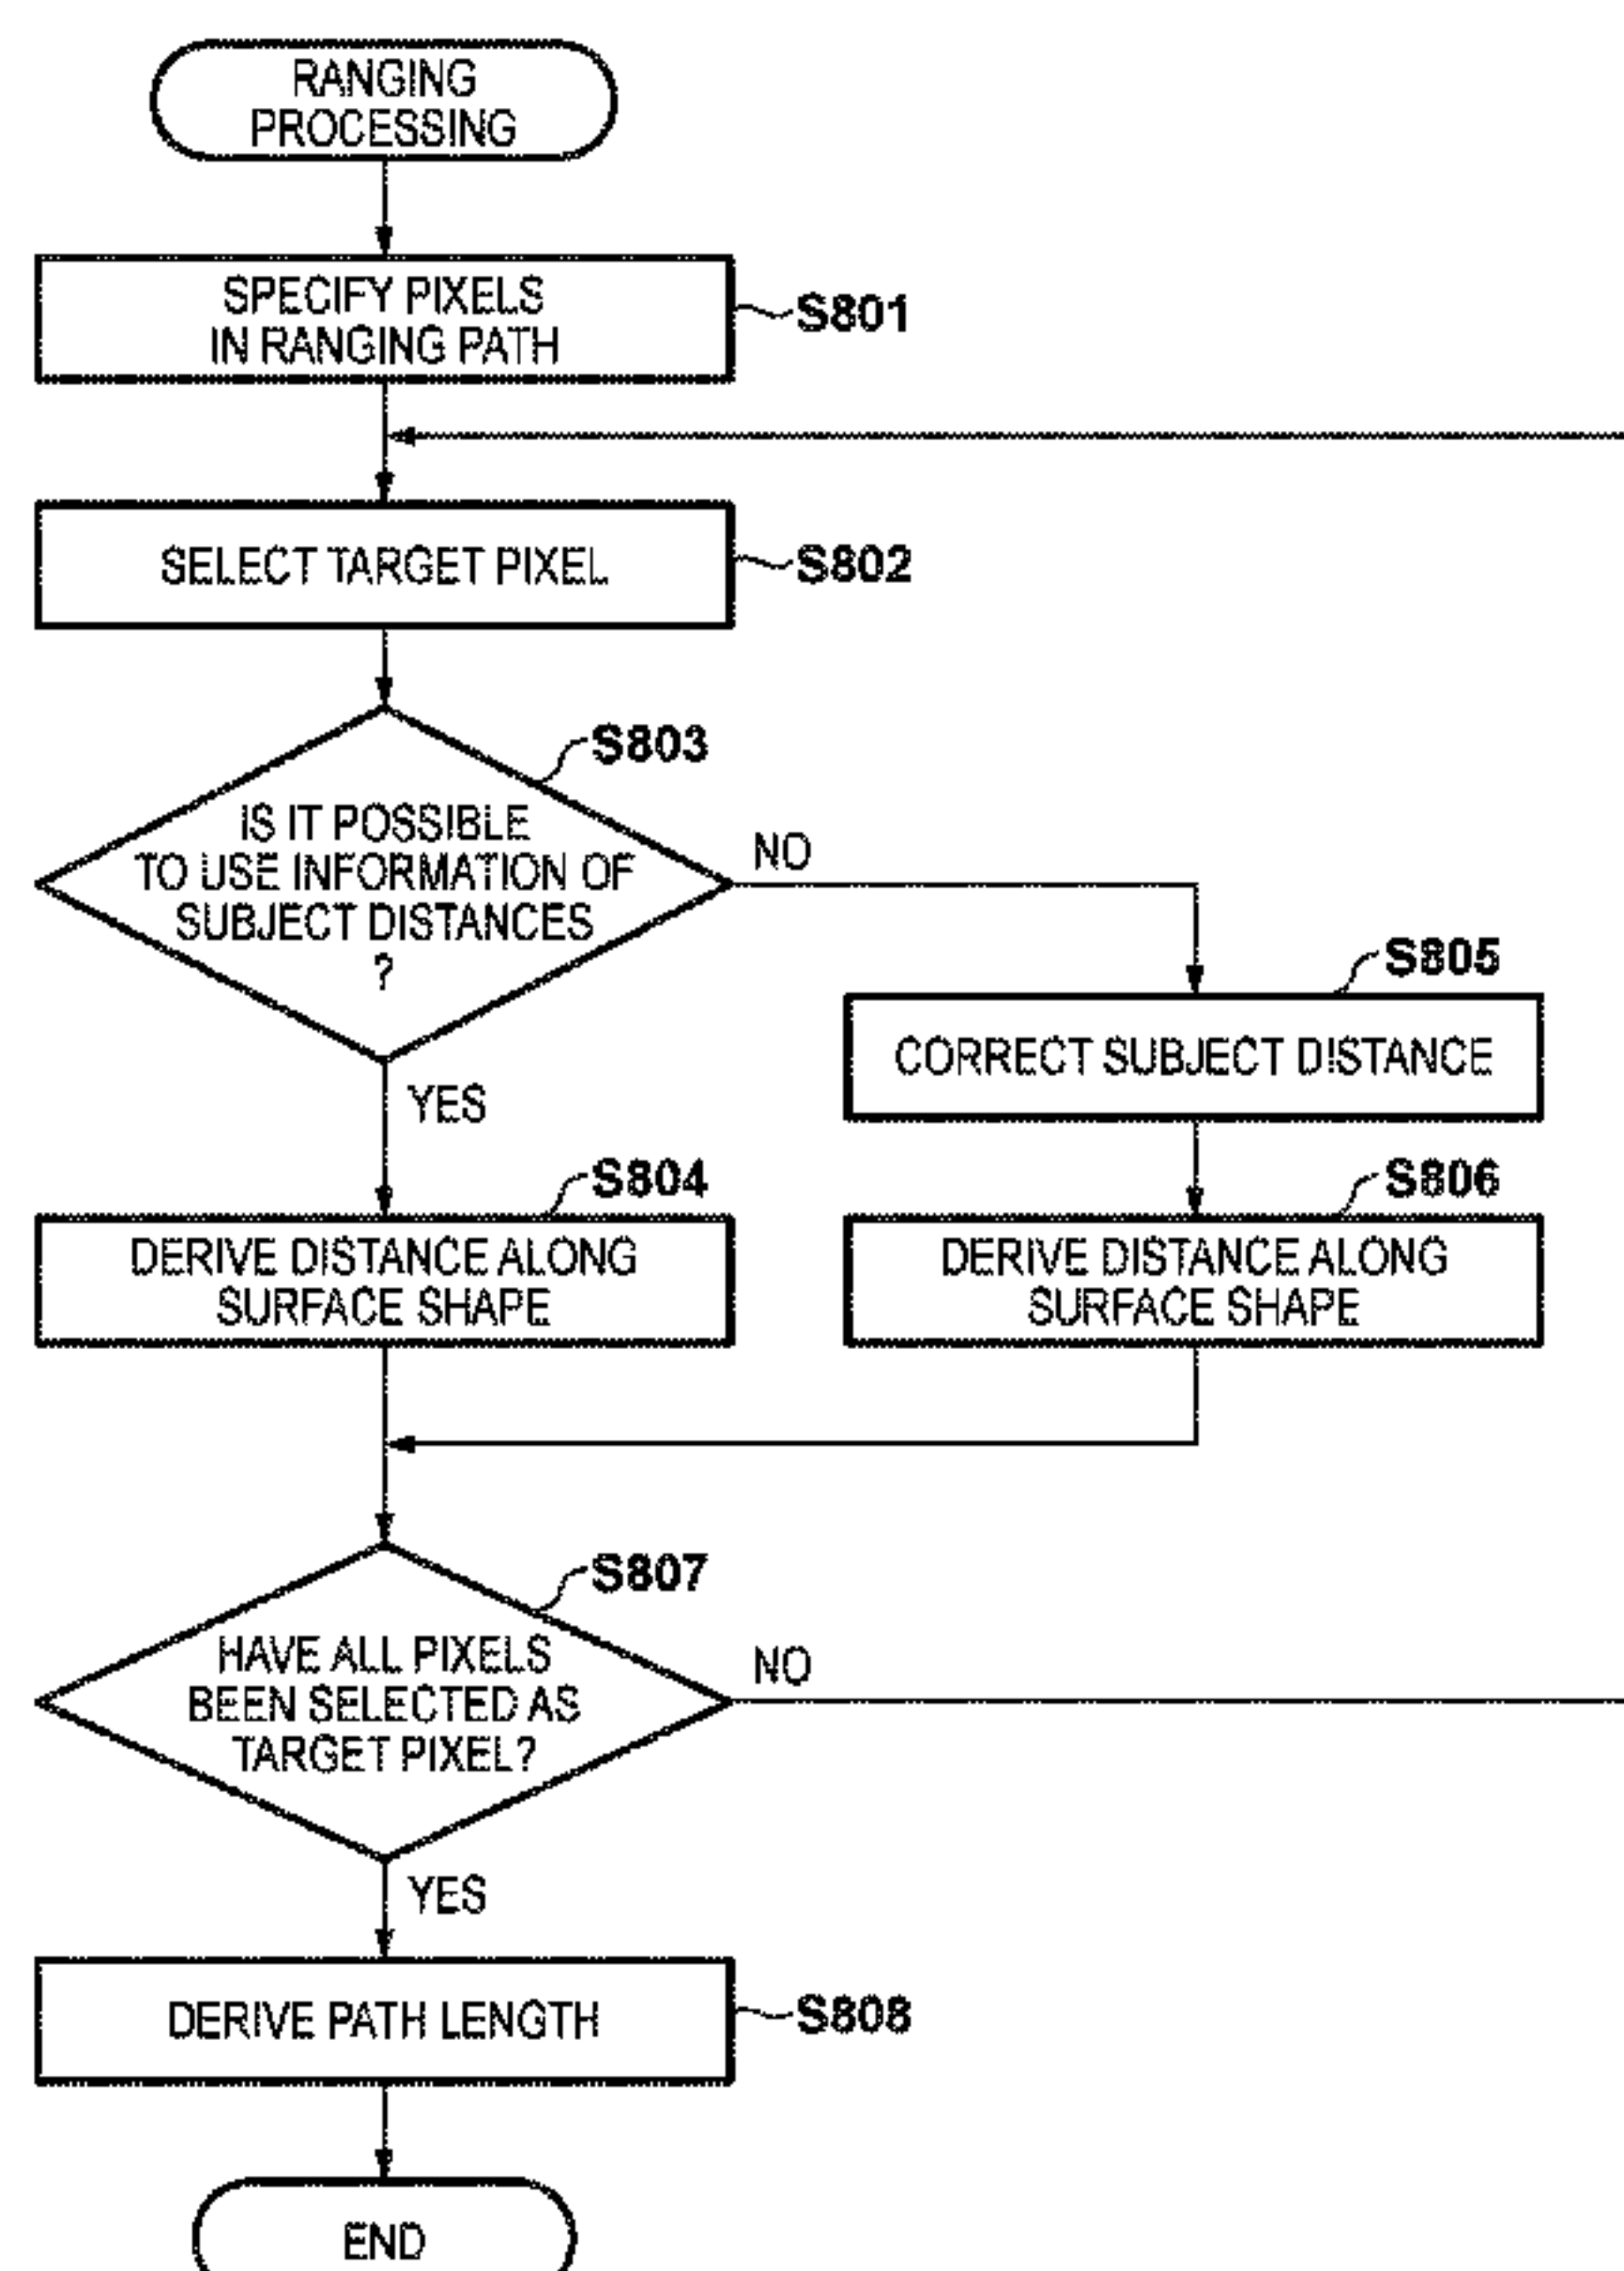 RANGING
PROCESSING
SPECIFY PIXELS
IN RANGING PATH
S801
SELECT TARGET PIXEL
S802
S803
IS IT POSSIBLE
TO USE INFORMATION OF
SUBJECT DISTANCES
?
NO
YES
S805
CORRECT SUBJECT DISTANCE
S804
DERIVE DISTANCE ALONG
SURFACE SHAPE
S806
DERIVE DISTANCE ALONG
SURFACE SHAPE
S807
HAVE ALL PIXELS
BEEN SELECTED AS
TARGET PIXEL?
NO
YES
DERIVE PATH LENGTH
S808
END